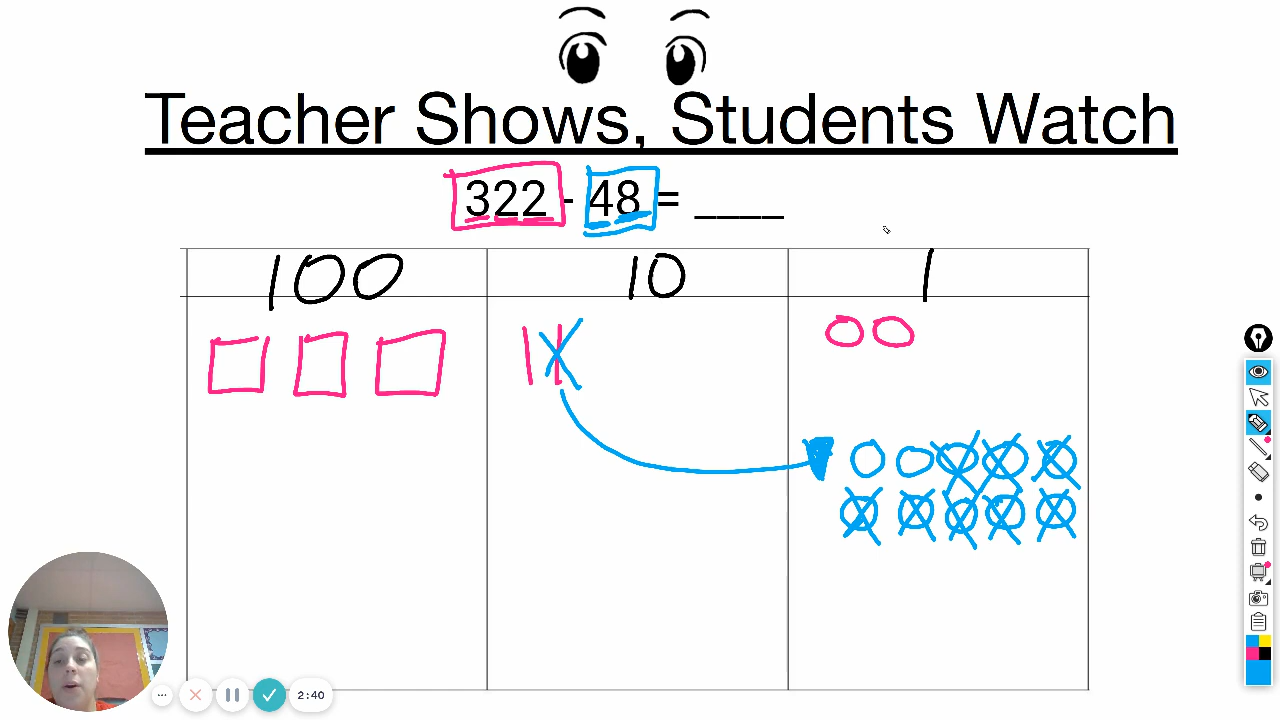 Teacher Shows, Students Watch
322 - 48 = ____
100 10 1
2:40